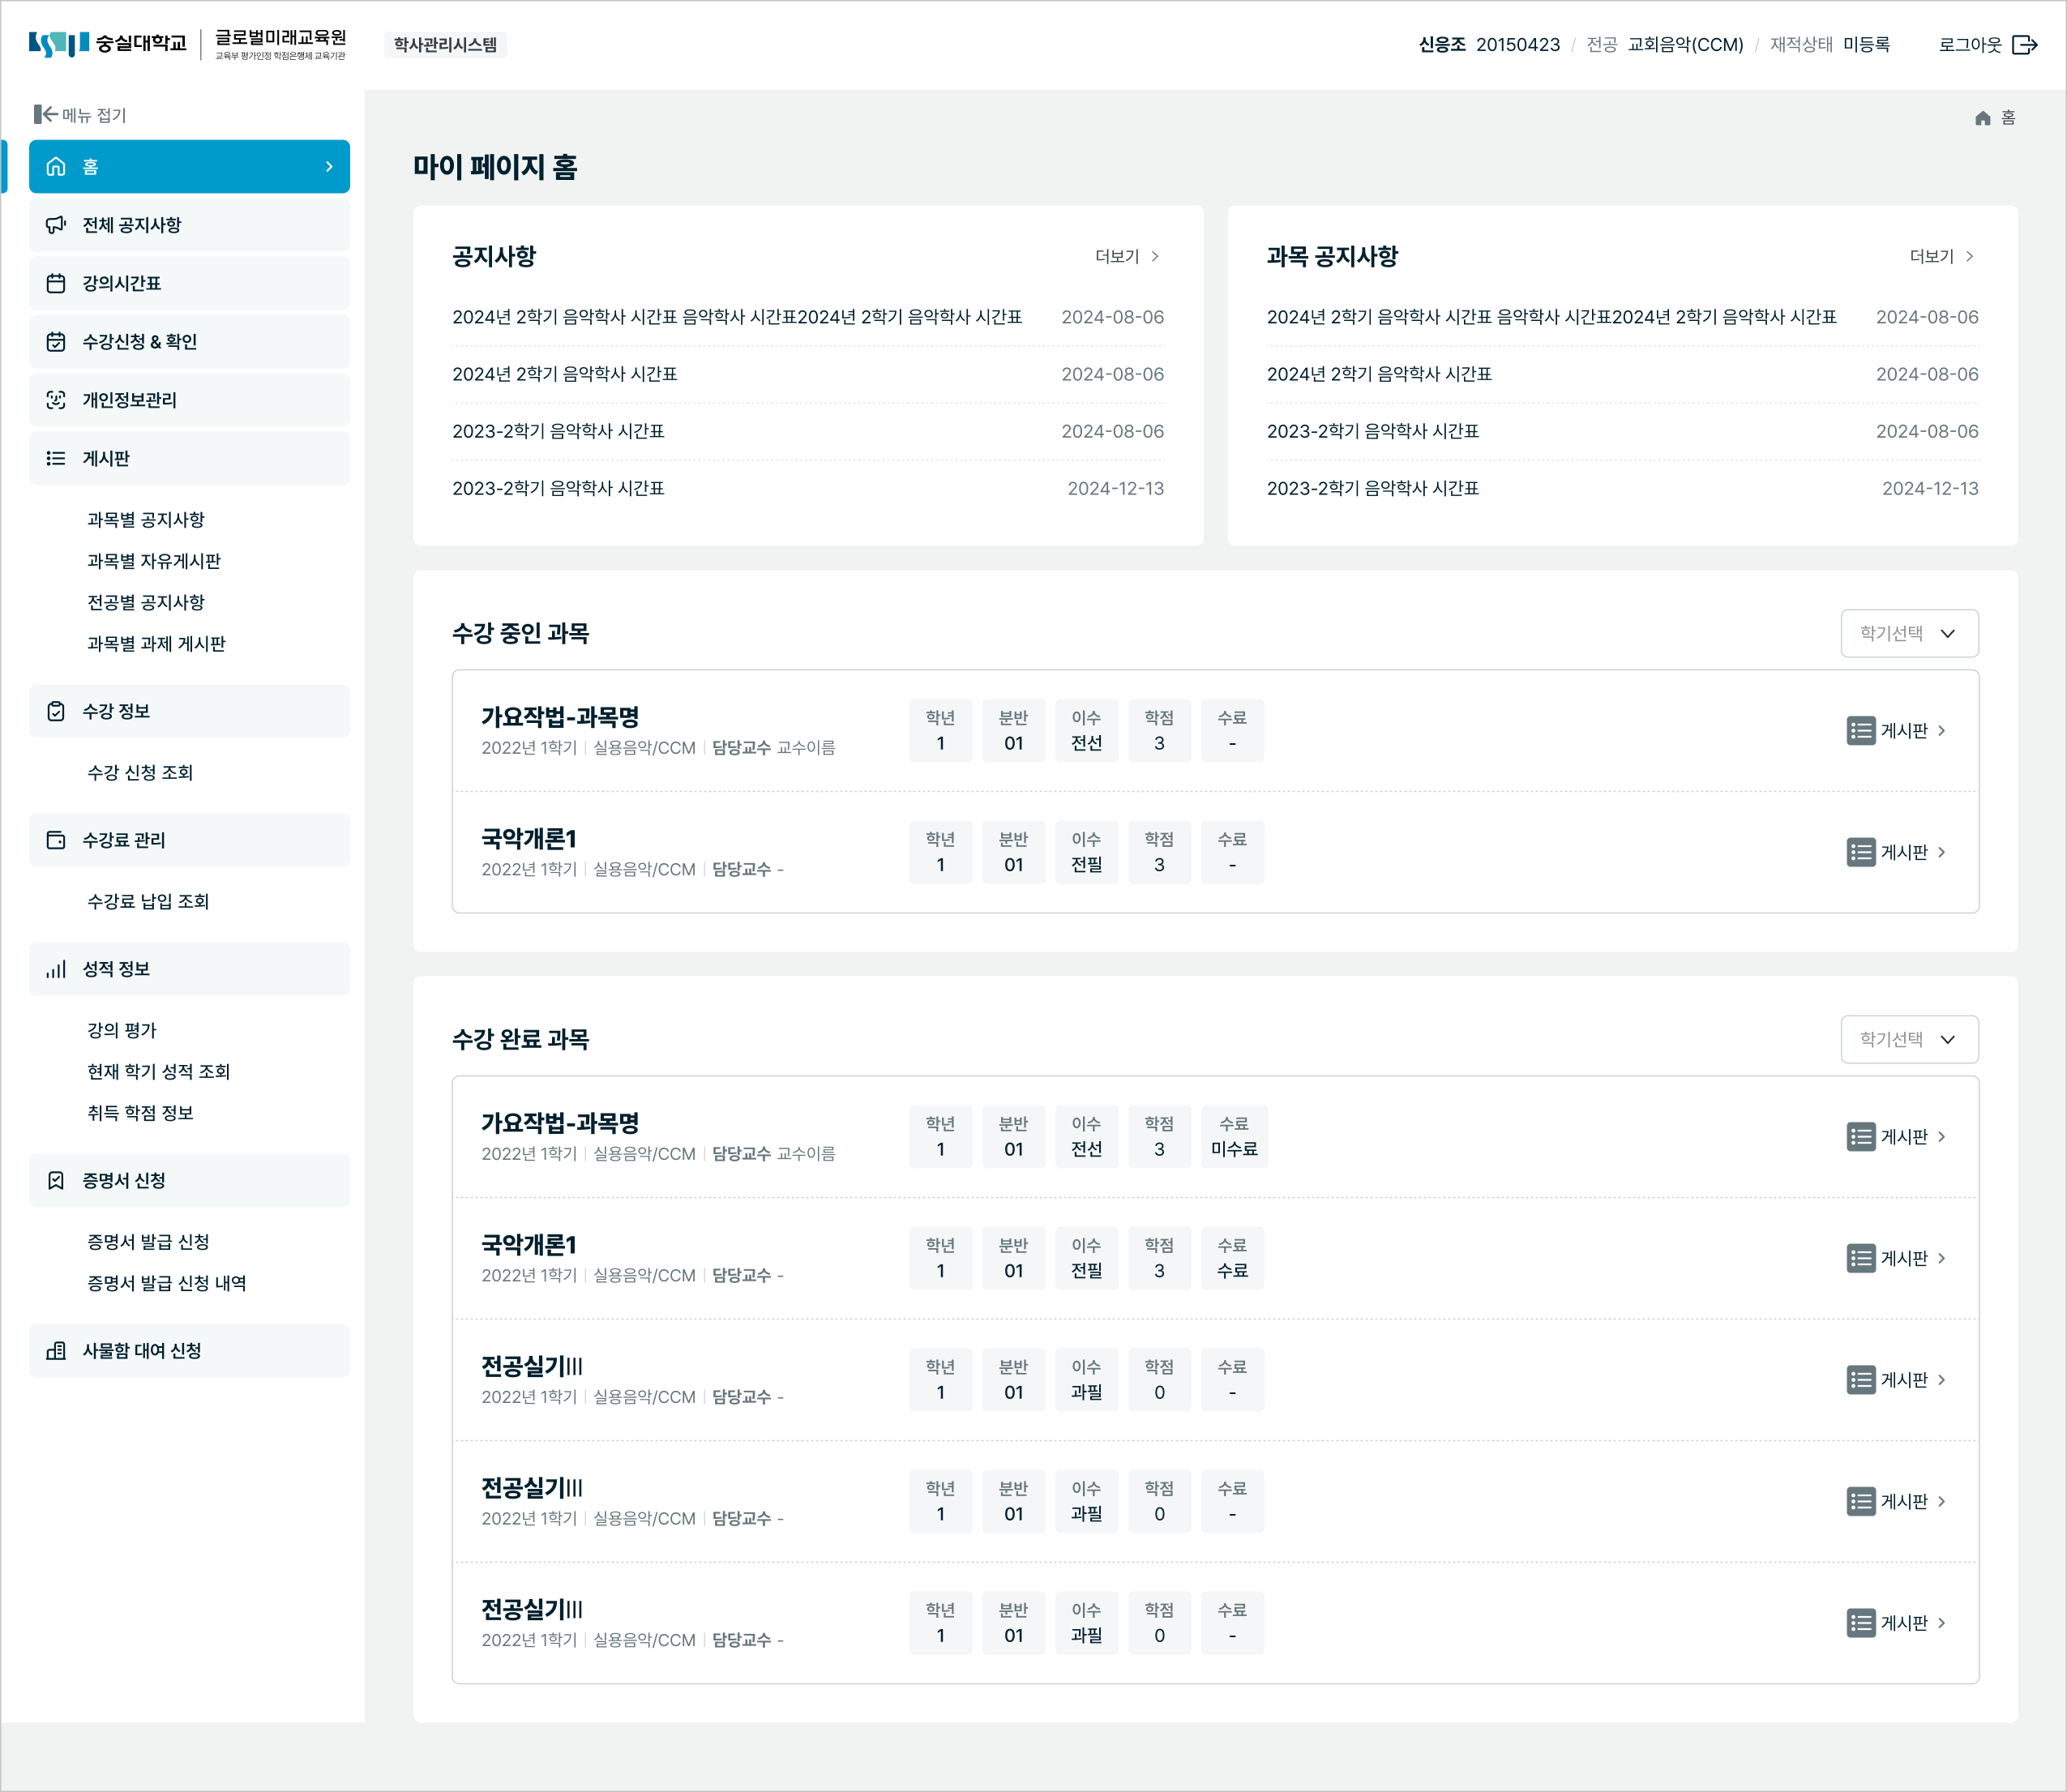 숭실대학교 글로벌미래교육원
교육부 평가인정 학점은행제 교육기관
학사관리시스템
신응조 20150423 / 전공 교회음악(CCM) / 재적상태 미등록
로그아웃
메뉴 접기
홈
전체 공지사항
강의시간표
수강신청 & 확인
개인정보관리
게시판
과목별 공지사항
과목별 자유게시판
전공별 공지사항
과목별 과제 게시판
수강 정보
수강 신청 조회
수강료 관리
수강료 납입 조회
성적 정보
강의 평가
현재 학기 성적 조회
취득 학점 정보
증명서 신청
증명서 발급 신청
증명서 발급 신청 내역
사물함 대여 신청
홈
마이 페이지 홈
공지사항 더보기
2024년 2학기 음악학사 시간표 음악학사 시간표2024년 2학기 음악학사 시간표 2024-08-06
2024년 2학기 음악학사 시간표 2024-08-06
2023-2학기 음악학사 시간표 2024-08-06
2023-2학기 음악학사 시간표 2024-12-13
과목 공지사항 더보기
2024년 2학기 음악학사 시간표 음악학사 시간표2024년 2학기 음악학사 시간표 2024-08-06
2024년 2학기 음악학사 시간표 2024-08-06
2023-2학기 음악학사 시간표 2024-08-06
2023-2학기 음악학사 시간표 2024-12-13
수강 중인 과목 학기선택
가요작법-과목명
2022년 1학기 | 실용음악/CCM | 담당교수 교수이름
학년 분반 이수 학점 수료
1 01 전선 3 -
게시판
국악개론1
2022년 1학기 | 실용음악/CCM | 담당교수 -
학년 분반 이수 학점 수료
1 01 전필 3 -
게시판
수강 완료 과목 학기선택
가요작법-과목명
2022년 1학기 | 실용음악/CCM | 담당교수 교수이름
학년 분반 이수 학점 수료
1 01 전선 3 미수료
게시판
국악개론1
2022년 1학기 | 실용음악/CCM | 담당교수 -
학년 분반 이수 학점 수료
1 01 전필 3 수료
게시판
전공실기III
2022년 1학기 | 실용음악/CCM | 담당교수 -
학년 분반 이수 학점 수료
1 01 과필 0 -
게시판
전공실기III
2022년 1학기 | 실용음악/CCM | 담당교수 -
학년 분반 이수 학점 수료
1 01 과필 0 -
게시판
전공실기III
2022년 1학기 | 실용음악/CCM | 담당교수 -
학년 분반 이수 학점 수료
1 01 과필 0 -
게시판